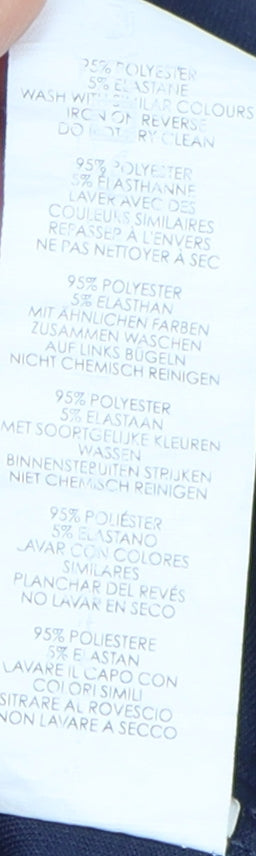 95% POLYESTER
5% ELASTANE
WASH WITH SIMILAR COLOURS
IRON ON REVERSE
DO NOT DRY CLEAN
95% POLYESTER
5% ELASTHANNE
LAVER AVEC DES
COULEURS SIMILAIRES
REPASSER À L'ENVERS
NE PAS NETTOYER À SEC
95% POLYESTER
5% ELASTHAN
MIT ÄHNLICHEN FARBEN
ZUSAMMEN WASCHEN
AUF LINKS BÜGELN
NICHT CHEMISCH REINIGEN
95% POLYESTER
5% ELASTAAN
MET SOORTGELIJKE KLEUREN
WASSEN
BINNENSTEBUITEN STRIJKEN
NIET CHEMISCH REINIGEN
95% POLIÉSTER
5% ELASTANO
LAVAR CON COLORES
SIMILARES
PLANCHAR DEL REVÉS
NO LAVAR EN SECO
95% POLIESTERE
5% ELASTAN
LAVARE IL CAPO CON
COLORI SIMILI
SITRARE AL ROVESCIO
NON LAVARE A SECCO